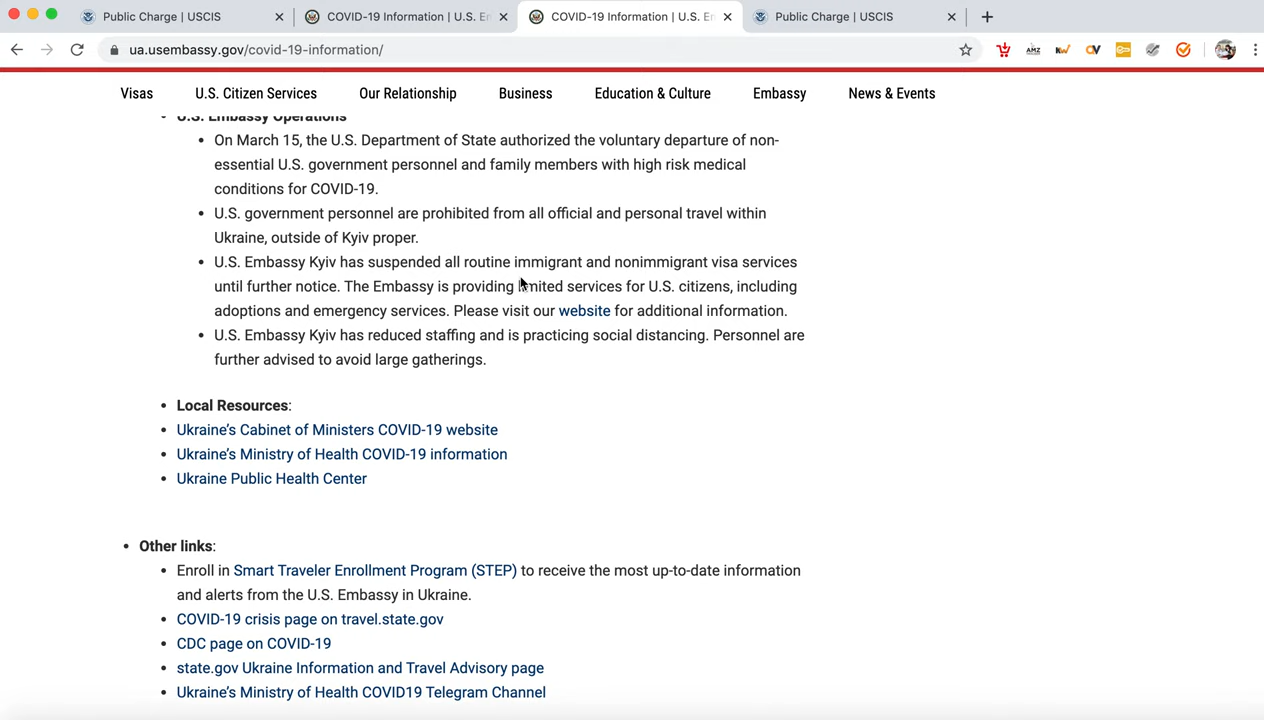 Public Charge | USCIS
COVID-19 Information | U.S. E
COVID-19 Information | U.S. En
Public Charge | USCIS
ua.usembassy.gov/covid-19-information/
AMZ
KW
OV
Visas
U.S. Citizen Services
Our Relationship
Business
Education & Culture
Embassy
News & Events
U.S. Embassy Operations
On March 15, the U.S. Department of State authorized the voluntary departure of non-
essential U.S. government personnel and family members with high risk medical
conditions for COVID-19.
U.S. government personnel are prohibited from all official and personal travel within
Ukraine, outside of Kyiv proper.
U.S. Embassy Kyiv has suspended all routine immigrant and nonimmigrant visa services
until further notice. The Embassy is providing limited services for U.S. citizens, including
adoptions and emergency services. Please visit our website for additional information.
U.S. Embassy Kyiv has reduced staffing and is practicing social distancing. Personnel are
further advised to avoid large gatherings.
Local Resources:
Ukraine's Cabinet of Ministers COVID-19 website
Ukraine's Ministry of Health COVID-19 information
Ukraine Public Health Center
Other links:
Enroll in Smart Traveler Enrollment Program (STEP) to receive the most up-to-date information
and alerts from the U.S. Embassy in Ukraine.
COVID-19 crisis page on travel.state.gov
CDC page on COVID-19
state.gov Ukraine Information and Travel Advisory page
Ukraine's Ministry of Health COVID19 Telegram Channel